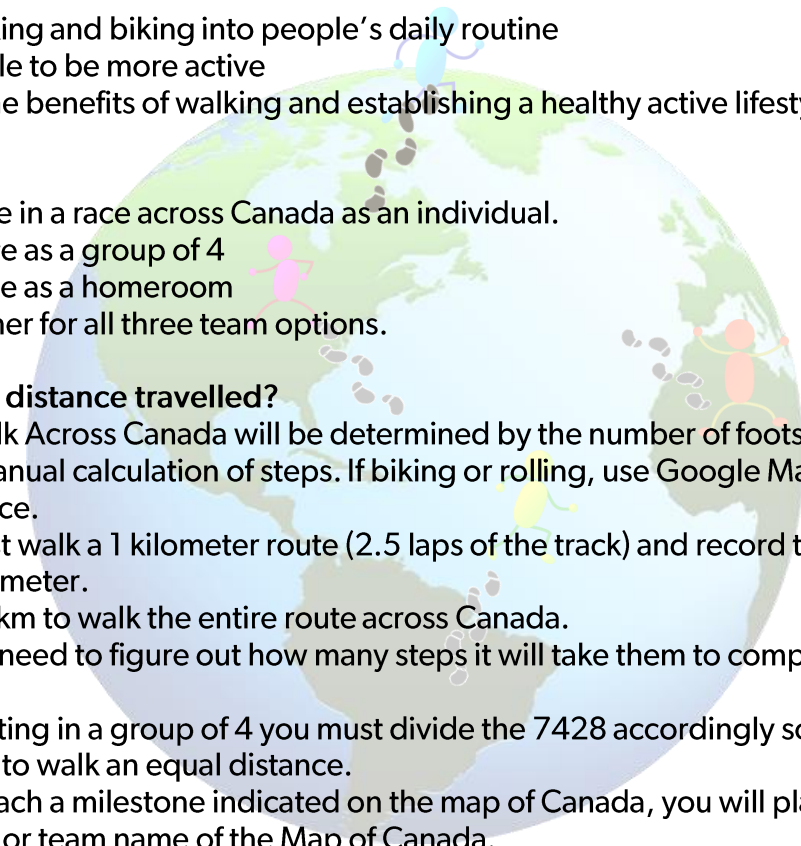 ing and biking into people's daily routine
le to be more active
e benefits of walking and establishing a healthy active lifest
e in a race across Canada as an individual.
e as a group of 4
e as a homeroom
er for all three team options.
distance travelled?
lk Across Canada will be determined by the number of foots
anual calculation of steps. If biking or rolling, use Google Ma
ce.
t walk a 1 kilometer route (2.5 laps of the track) and record t
meter.
km to walk the entire route across Canada.
need to figure out how many steps it will take them to comp
ting in a group of 4 you must divide the 7428 accordingly so
to walk an equal distance.
ach a milestone indicated on the map of Canada, you will pla
or team name of the Map of Canada.